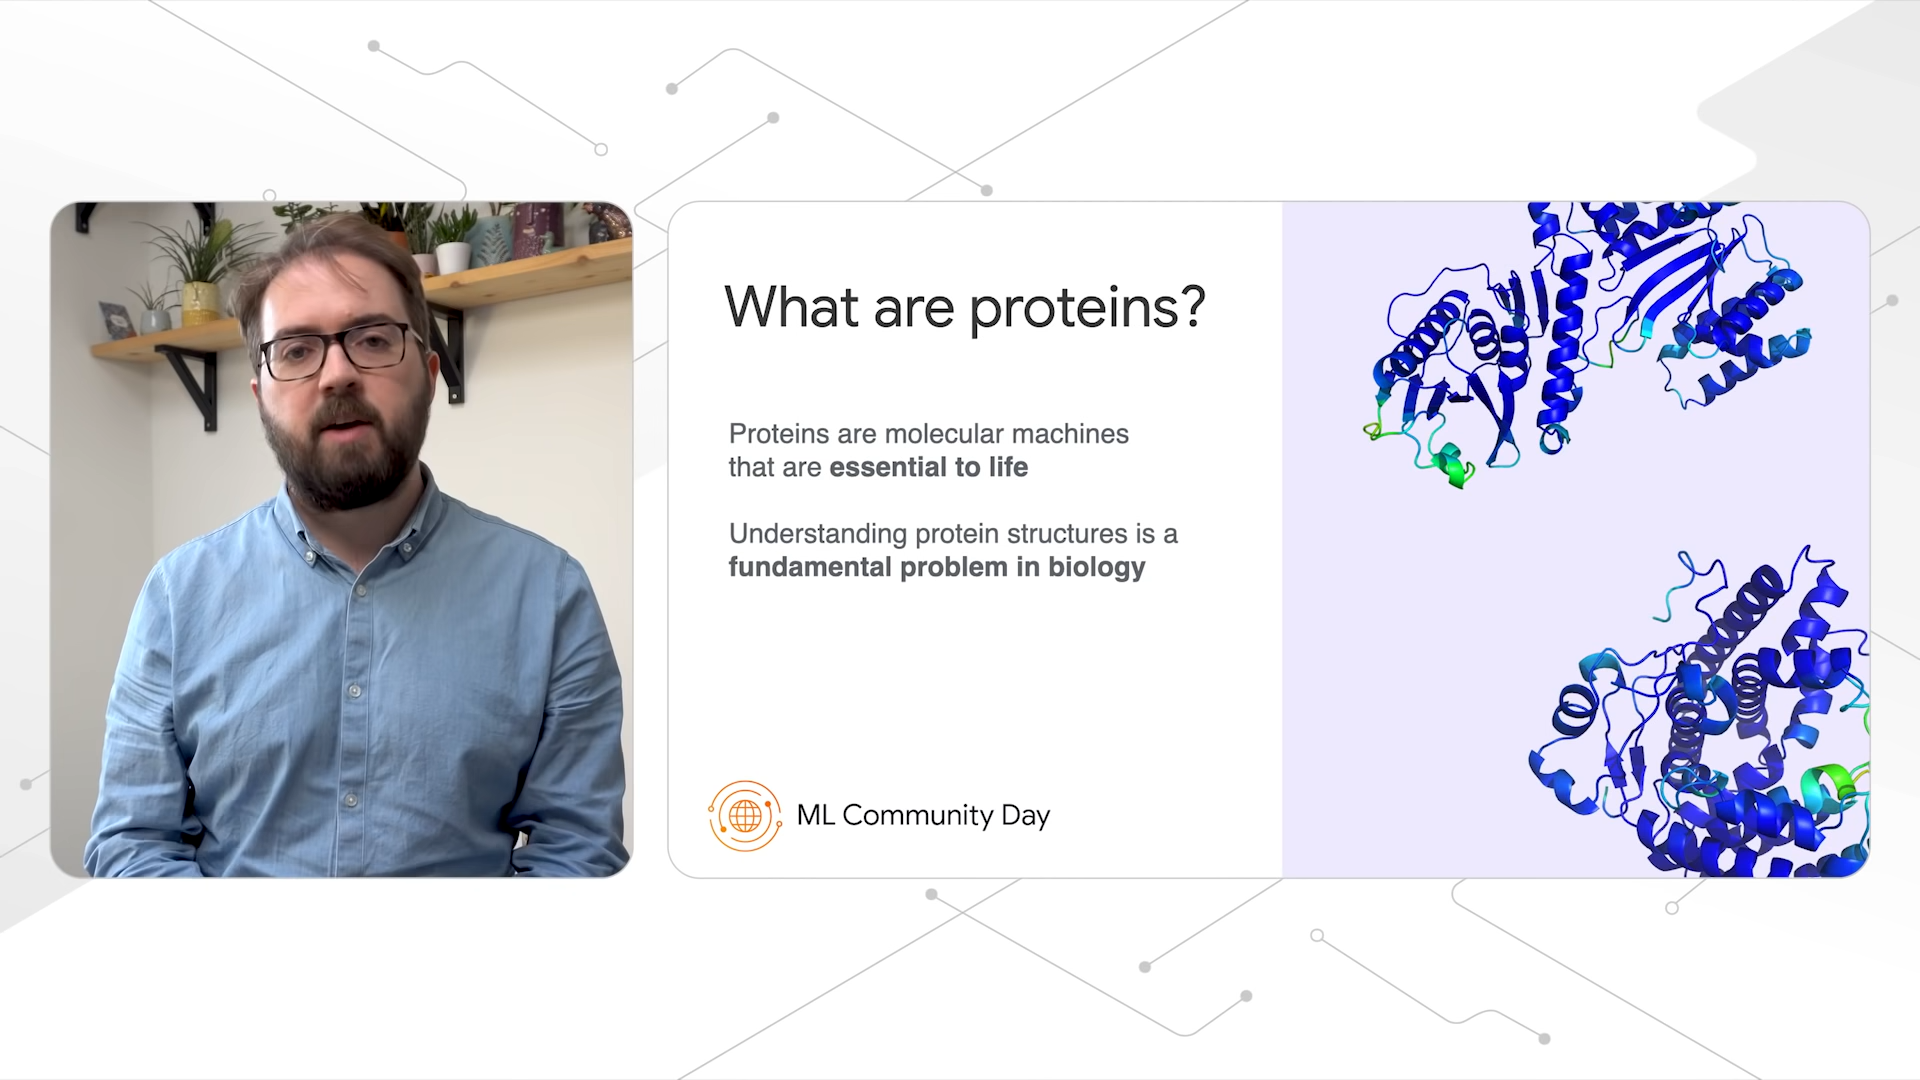 What are proteins?
Proteins are molecular machines
that are essential to life
Understanding protein structures is a
fundamental problem in biology
ML Community Day